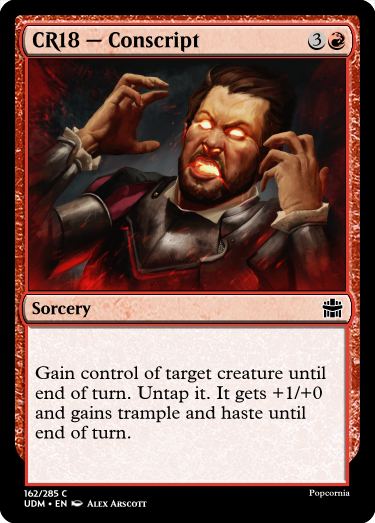 CR18 — Conscript 3
Sorcery
Gain control of target creature until
end of turn. Untap it. It gets +1/+0
and gains trample and haste until
end of turn.
162/285 C
Popcornia
UDM • EN Alex Arscott